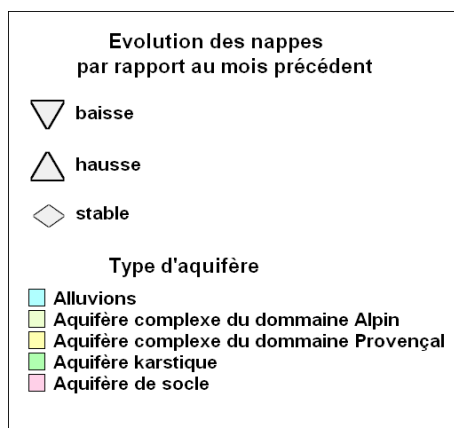 Evolution des nappes
par rapport au mois précédent
baisse
hausse
stable
Type d'aquifère
Alluvions
Aquifère complexe du dommaine Alpin
Aquifère complexe du dommaine Provençal
Aquifère karstique
Aquifère de socle